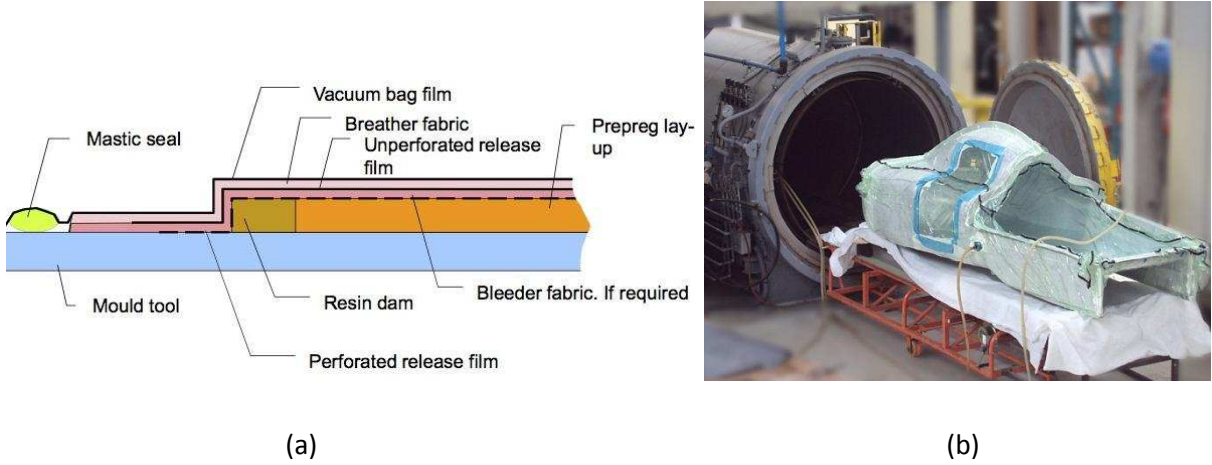 Vacuum bag film
Breather fabric
Unperforated release
film
Mastic seal
Prepreg lay-
up
Mould tool
Resin dam
Bleeder fabric. If required
Perforated release film
(a)
(b)